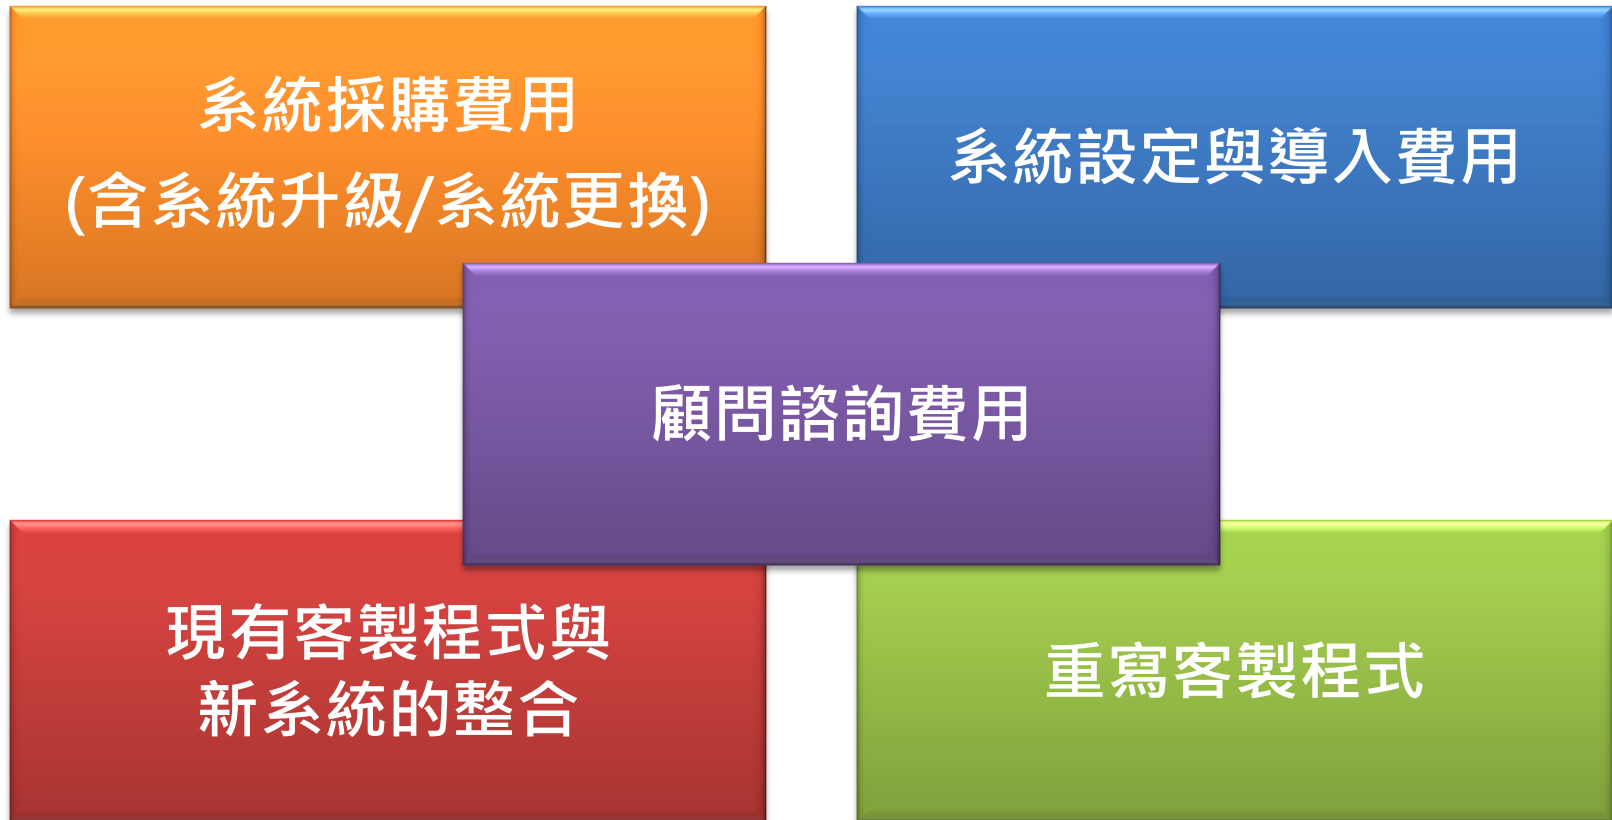 系統採購費用
(含系統升級/系統更換)
系統設定與導入費用
顧問諮詢費用
現有客製程式與
新系統的整合
重寫客製程式